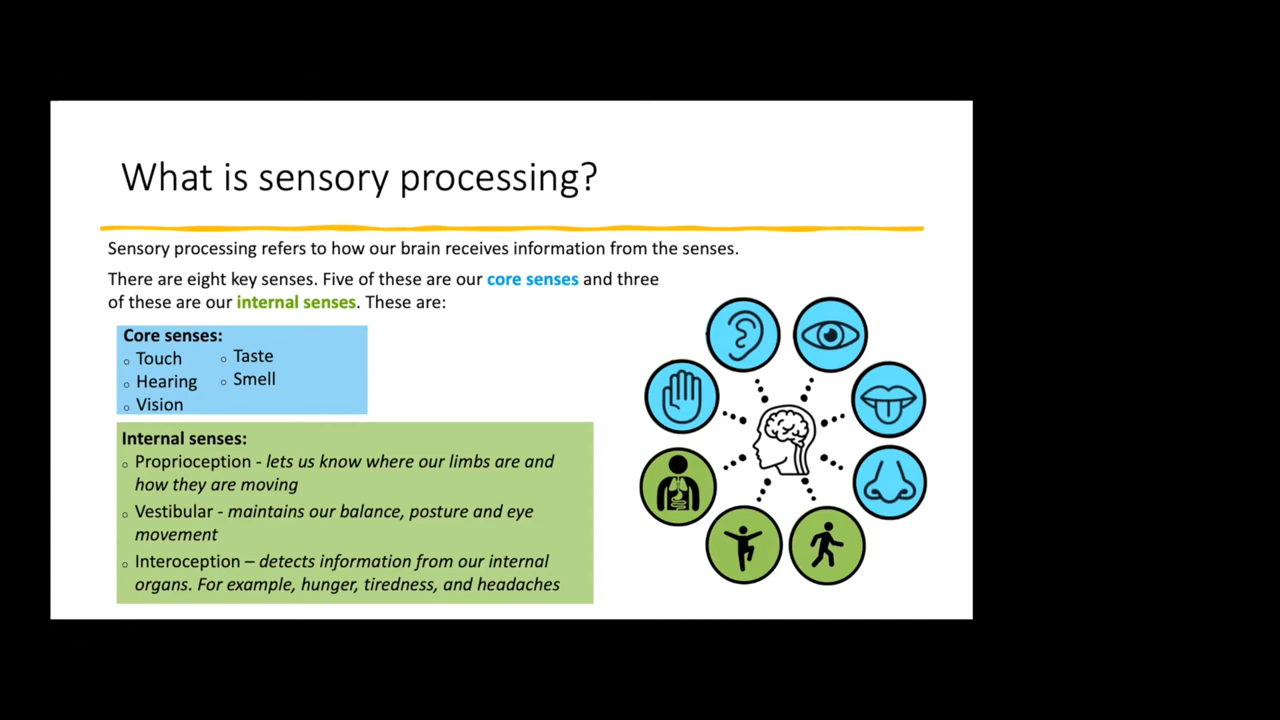 What is sensory processing?
Sensory processing refers to how our brain receives information from the senses.
There are eight key senses. Five of these are our core senses and three
of these are our internal senses. These are:
Core senses:
○ Touch
○ Hearing
○ Vision
○ Taste
○ Smell
Internal senses:
○ Proprioception - lets us know where our limbs are and
how they are moving
○ Vestibular - maintains our balance, posture and eye
movement
○ Interoception – detects information from our internal
organs. For example, hunger, tiredness, and headaches